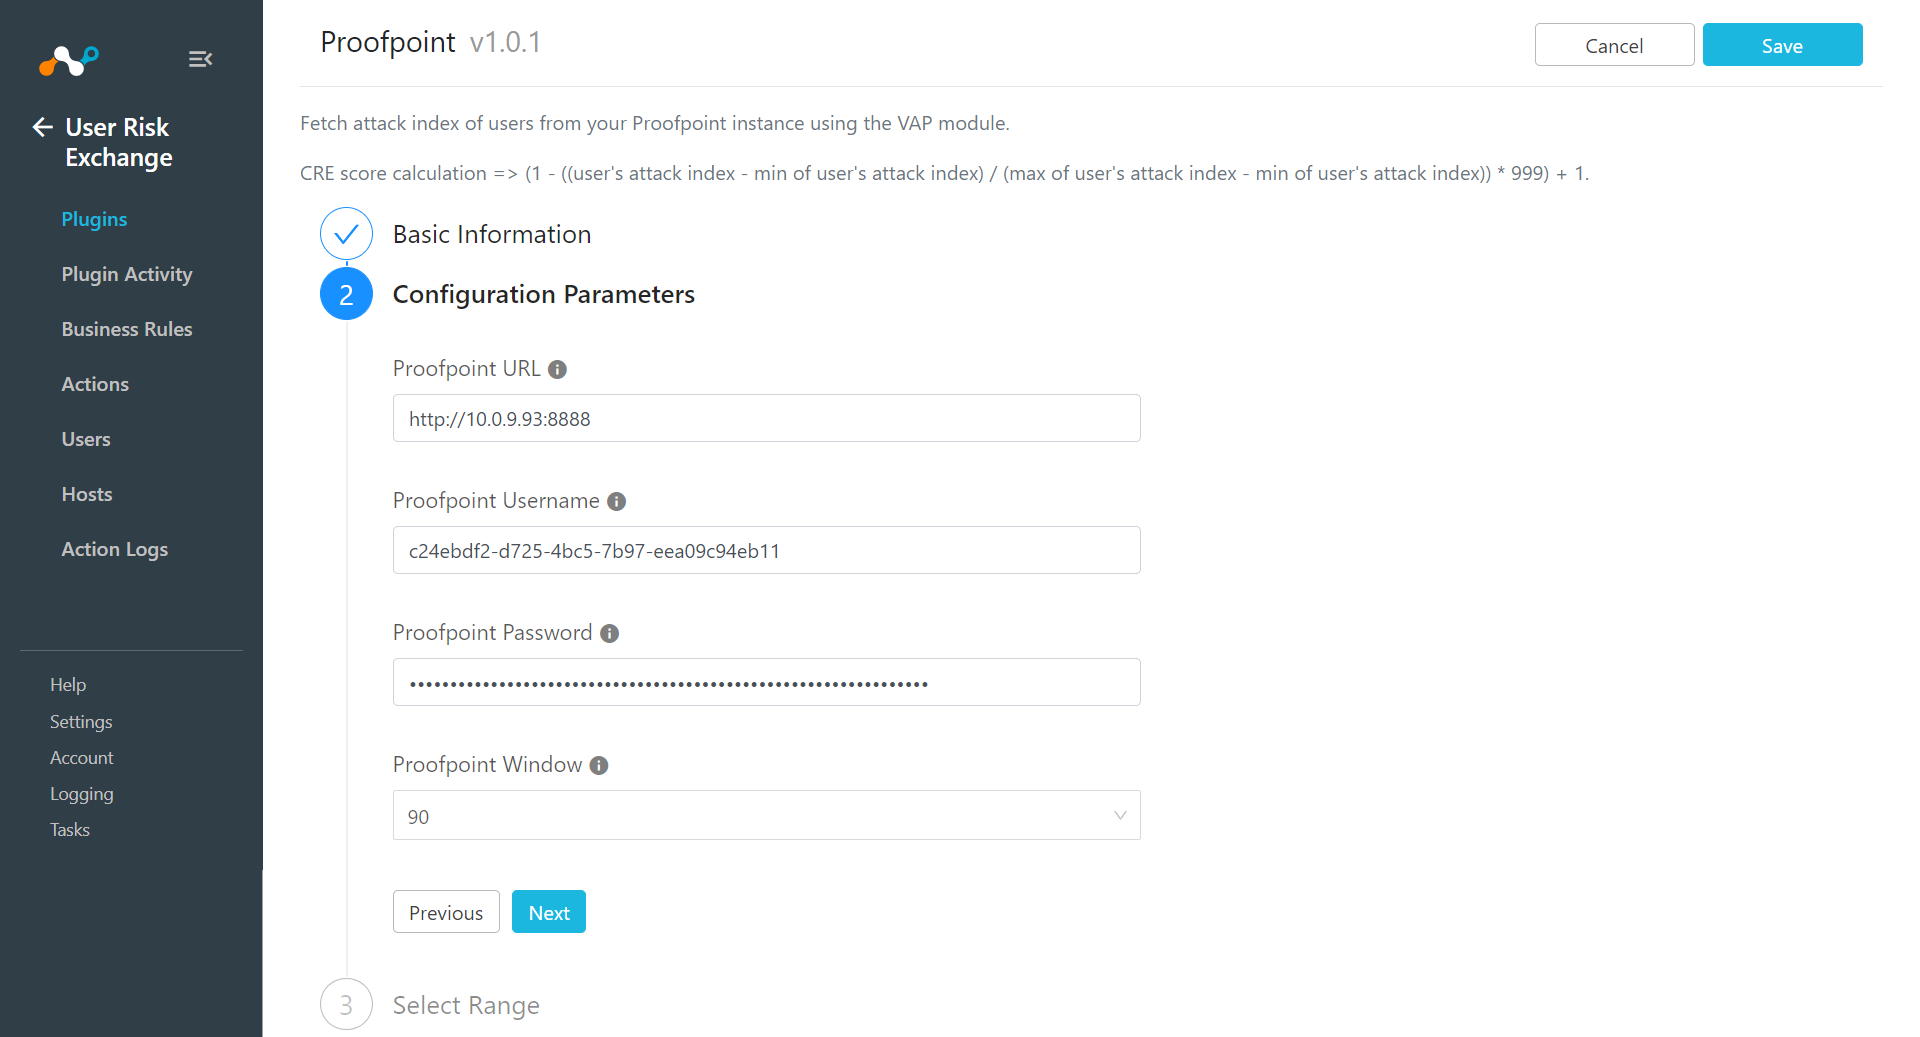 Proofpoint v1.0.1
Cancel
Save
User Risk
Exchange
Plugins
Plugin Activity
Business Rules
Actions
Users
Hosts
Action Logs
Help
Settings
Account
Logging
Tasks
Fetch attack index of users from your Proofpoint instance using the VAP module.
CRE score calculation => (1 - ((user's attack index - min of user's attack index) / (max of user's attack index - min of user's attack index)) * 999) + 1.
Basic Information
2 Configuration Parameters
Proofpoint URL
http://10.0.9.93:8888
Proofpoint Username
c24ebdf2-d725-4bc5-7b97-eea09c94eb11
Proofpoint Password
Proofpoint Window
90
Previous
Next
3 Select Range